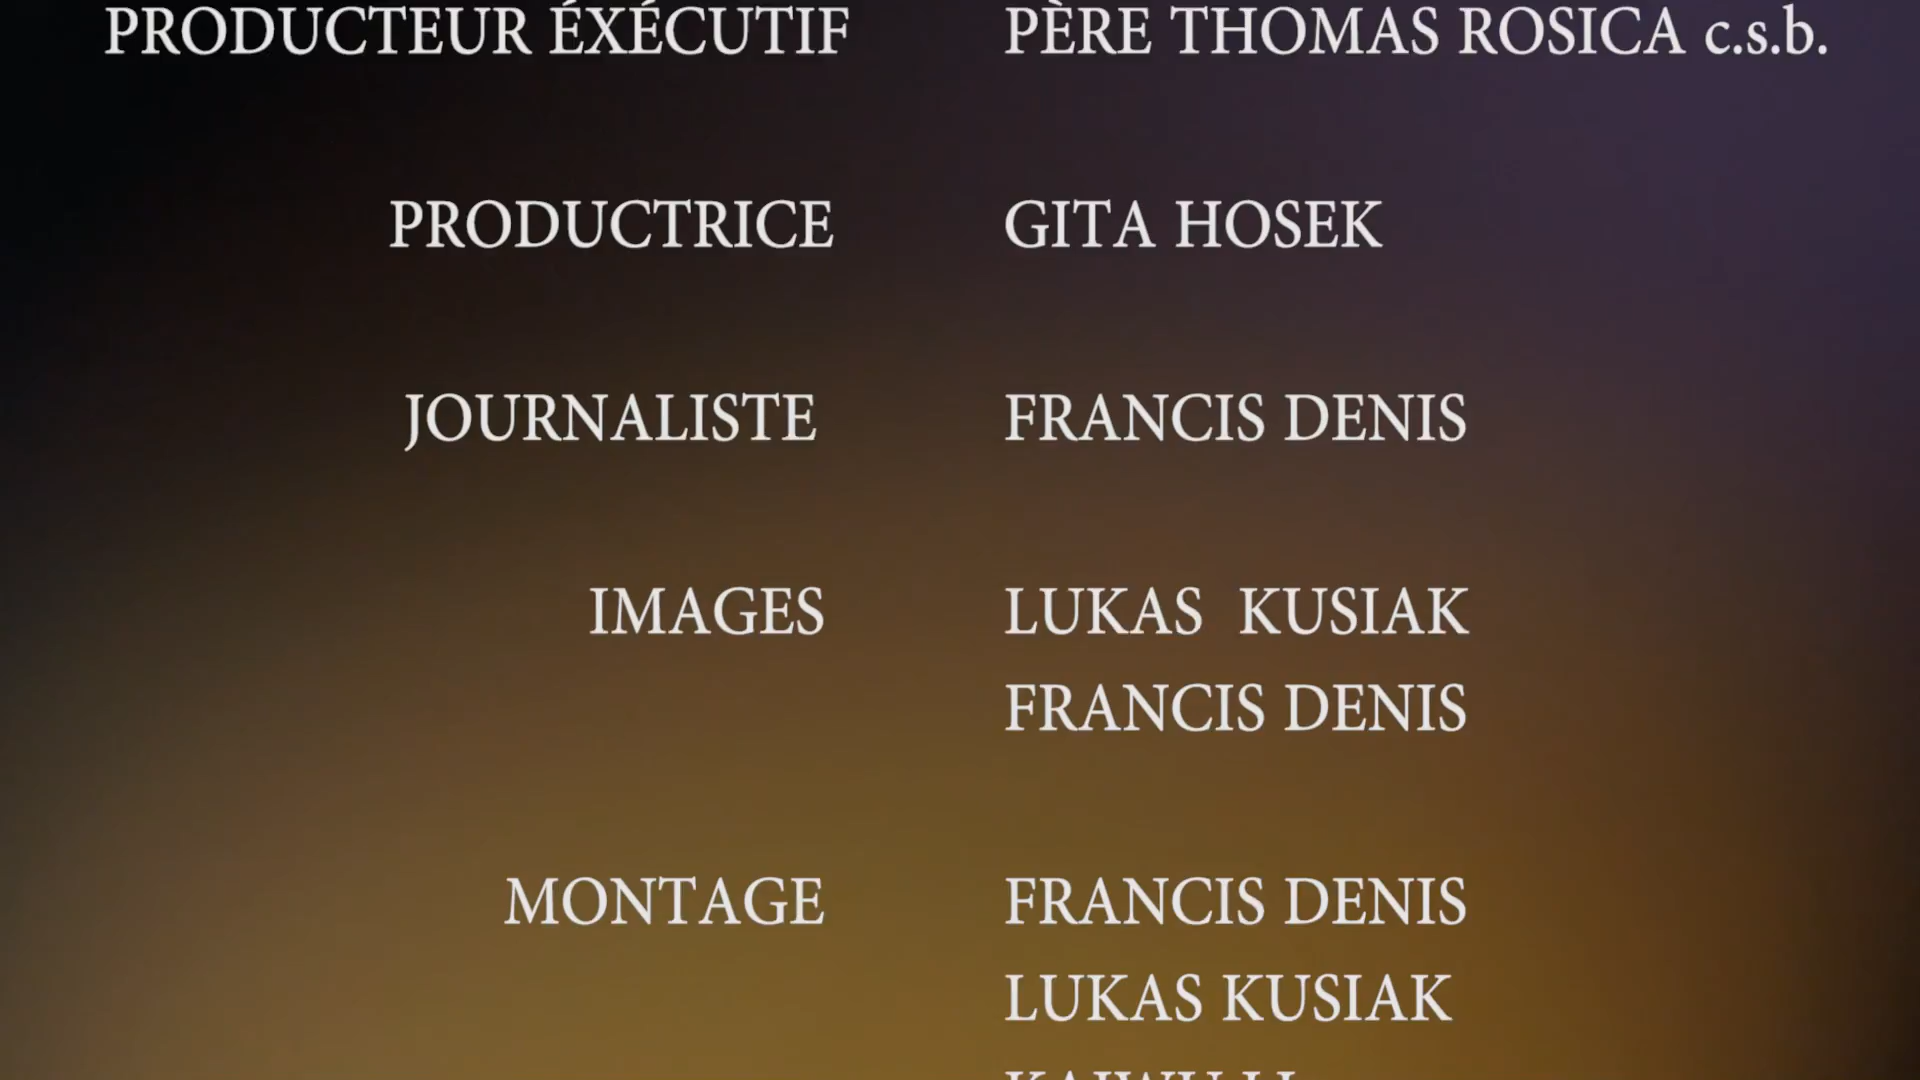 PRODUCTEUR ÉXÉCUTIF PÈRE THOMAS ROSICA c.s.b.
PRODUCTRICE GITA HOSEK
JOURNALISTE FRANCIS DENIS
IMAGES LUKAS KUSIAK
FRANCIS DENIS
MONTAGE FRANCIS DENIS
LUKAS KUSIAK